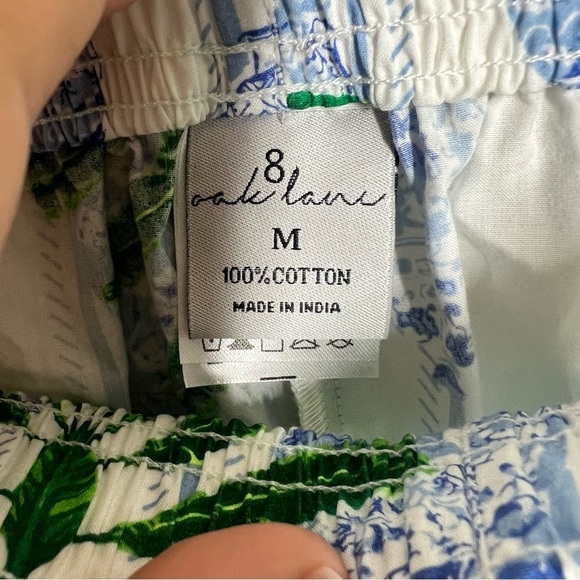 8
oak lane
M
100%COTTON
MADE IN INDIA